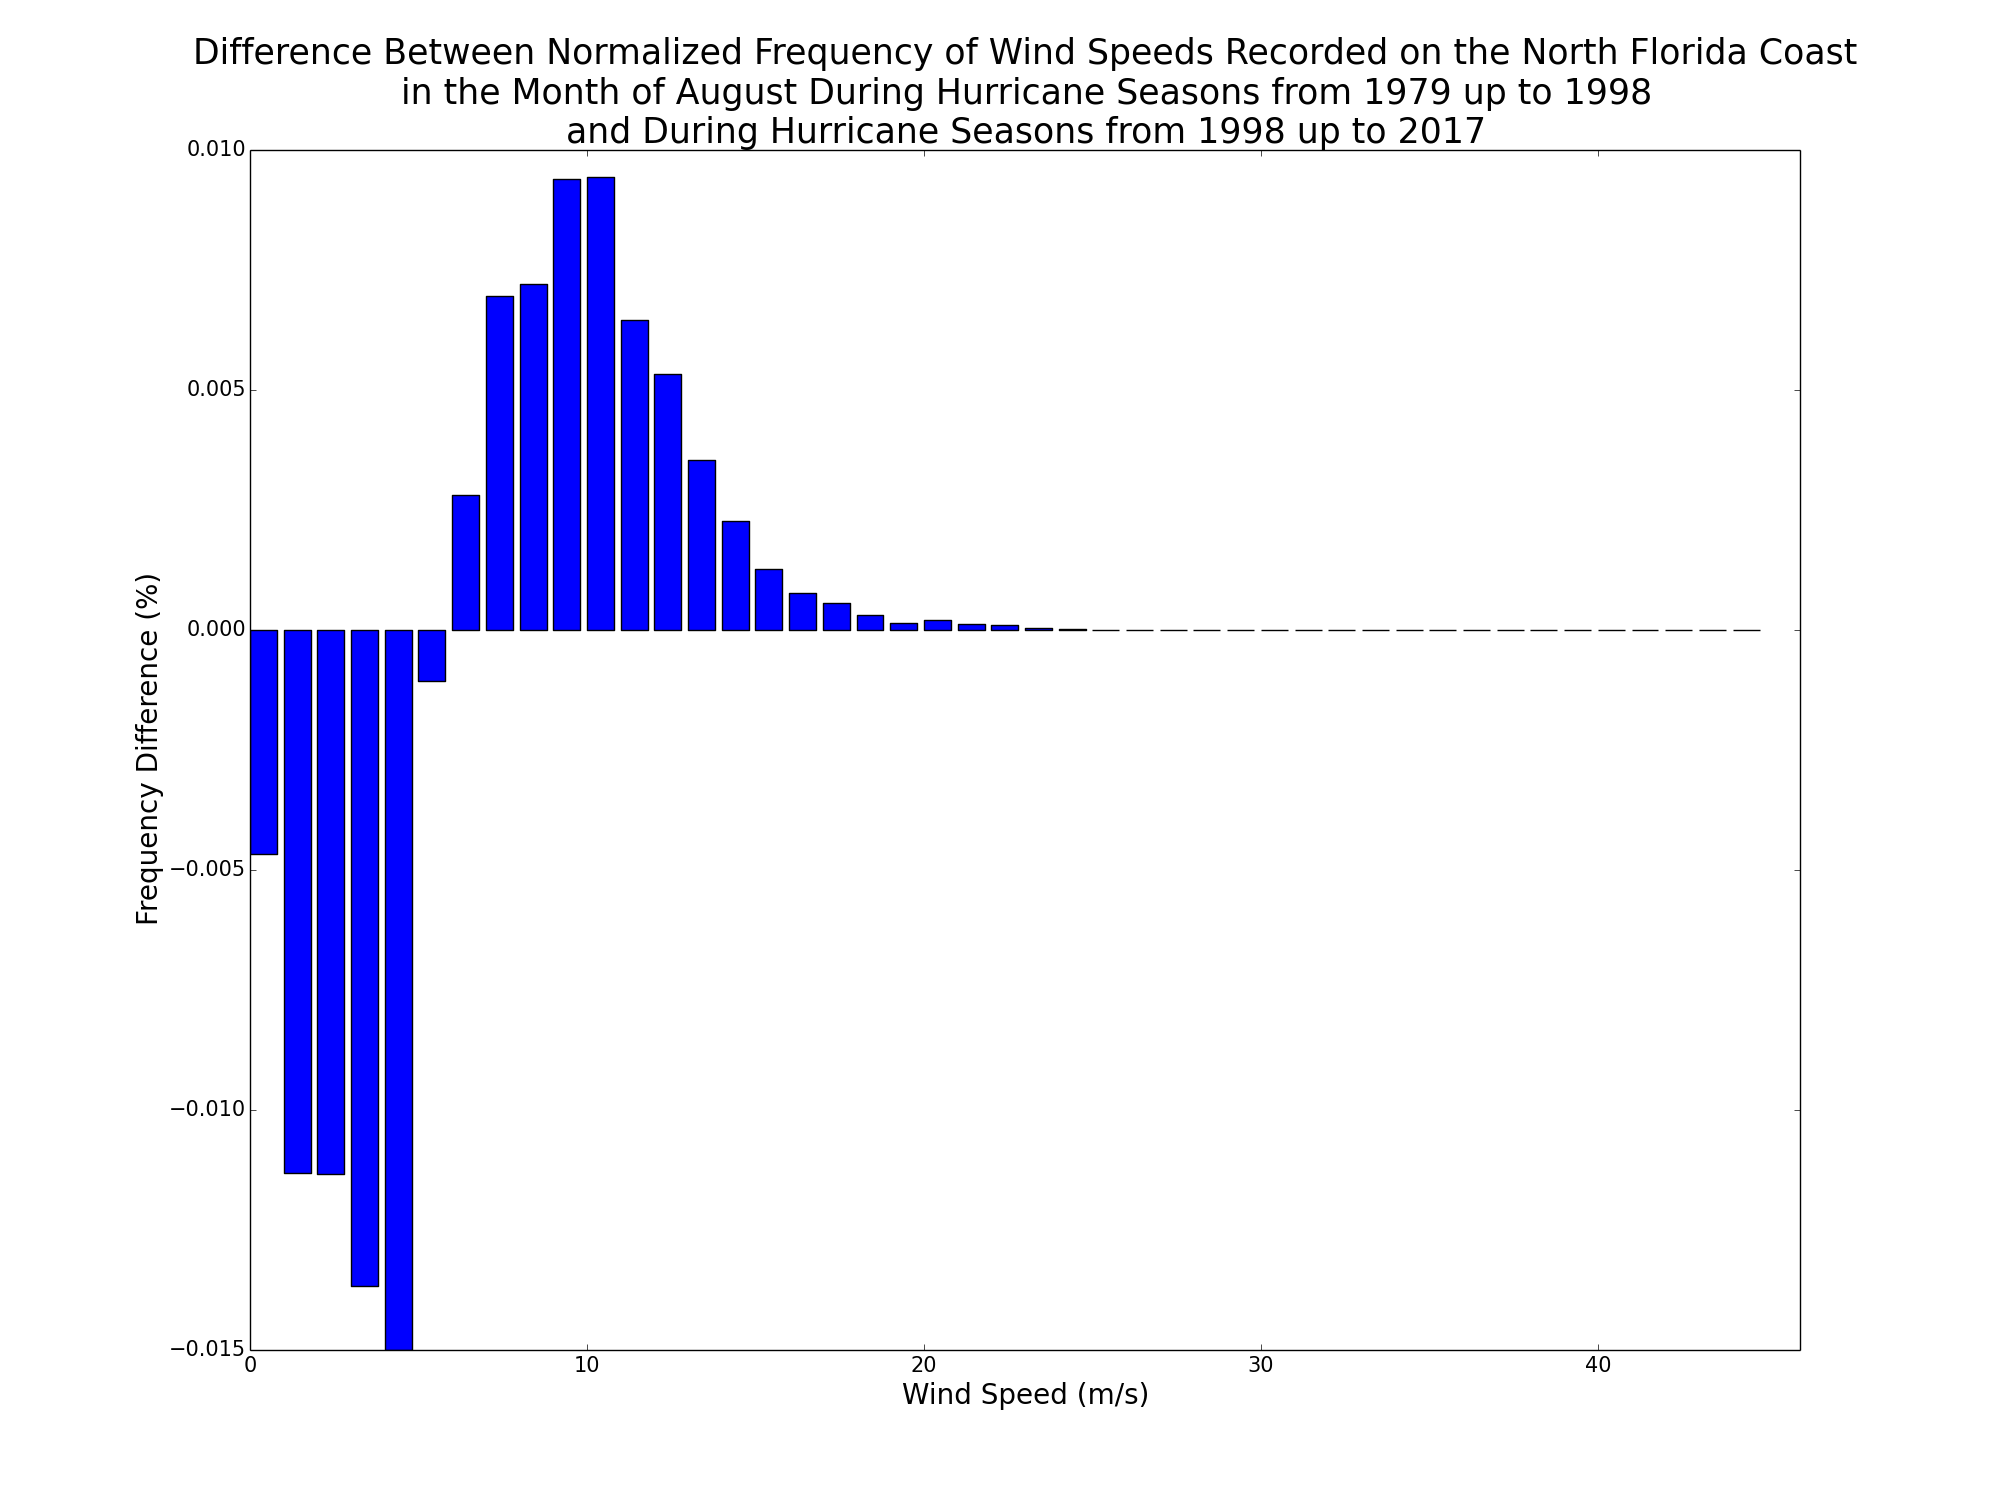 Difference Between Normalized Frequency of Wind Speeds Recorded on the North Florida Coast
in the Month of August During Hurricane Seasons from 1979 up to 1998
and During Hurricane Seasons from 1998 up to 2017
0.010
0.005
0.000
−0.005
−0.010
−0.015
Frequency Difference (%)
0 10 20 30 40
Wind Speed (m/s)